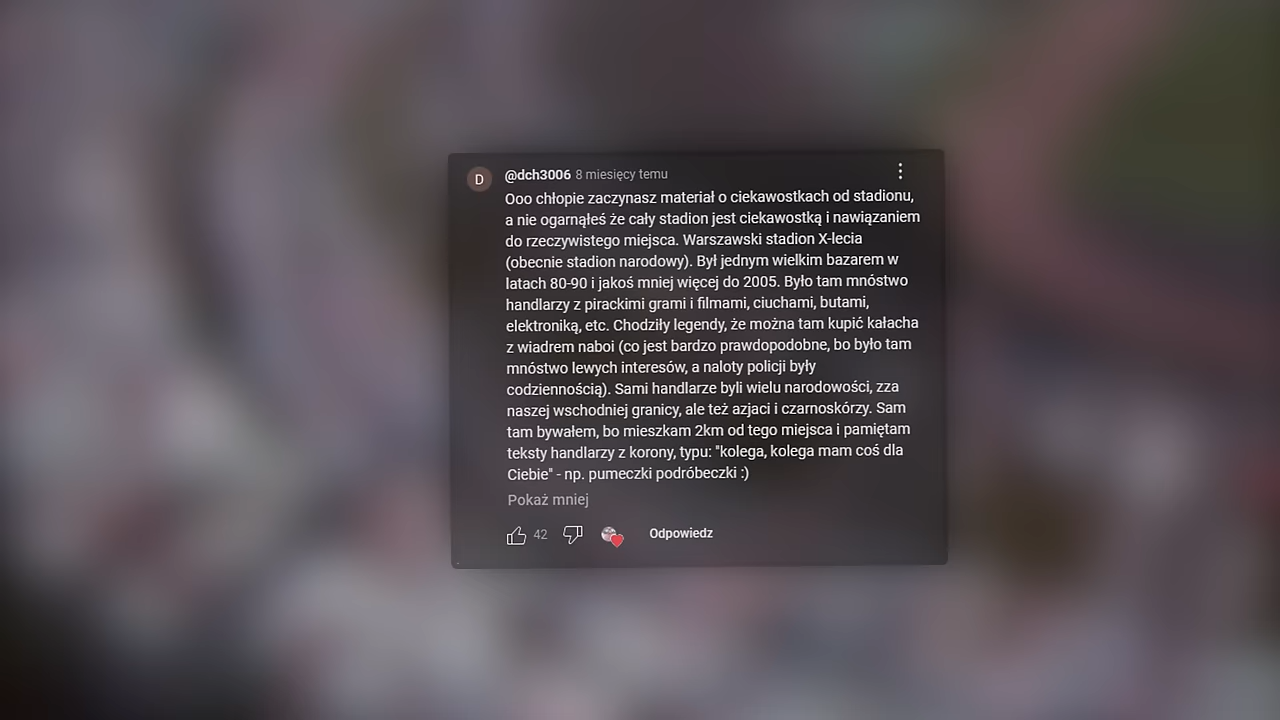 D
@dch3006 8 miesięcy temu
Ooo chłopie zaczynasz materiał o ciekawostkach od stadionu,
a nie ogarnąłeś że cały stadion jest ciekawostką i nawiązaniem
do rzeczywistego miejsca. Warszawski stadion X-lecia
(obecnie stadion narodowy). Był jednym wielkim bazarem w
latach 80-90 i jakoś mniej więcej do 2005. Było tam mnóstwo
handlarzy z pirackimi grami i filmami, ciuchami, butami,
elektroniką, etc. Chodziły legendy, że można tam kupić kałacha
z wiadrem naboi (co jest bardzo prawdopodobne, bo było tam
mnóstwo lewych interesów, a naloty policji były
codziennością). Sami handlarze byli wielu narodowości, zza
naszej wschodniej granicy, ale też azjaci i czarnoskórzy. Sam
tam bywałem, bo mieszkam 2km od tego miejsca i pamiętam
teksty handlarzy z korony, typu: "kolega, kolega mam coś dla
Ciebie" - np. pumeczki podróbeczki :)
Pokaż mniej
42
Odpowiedz